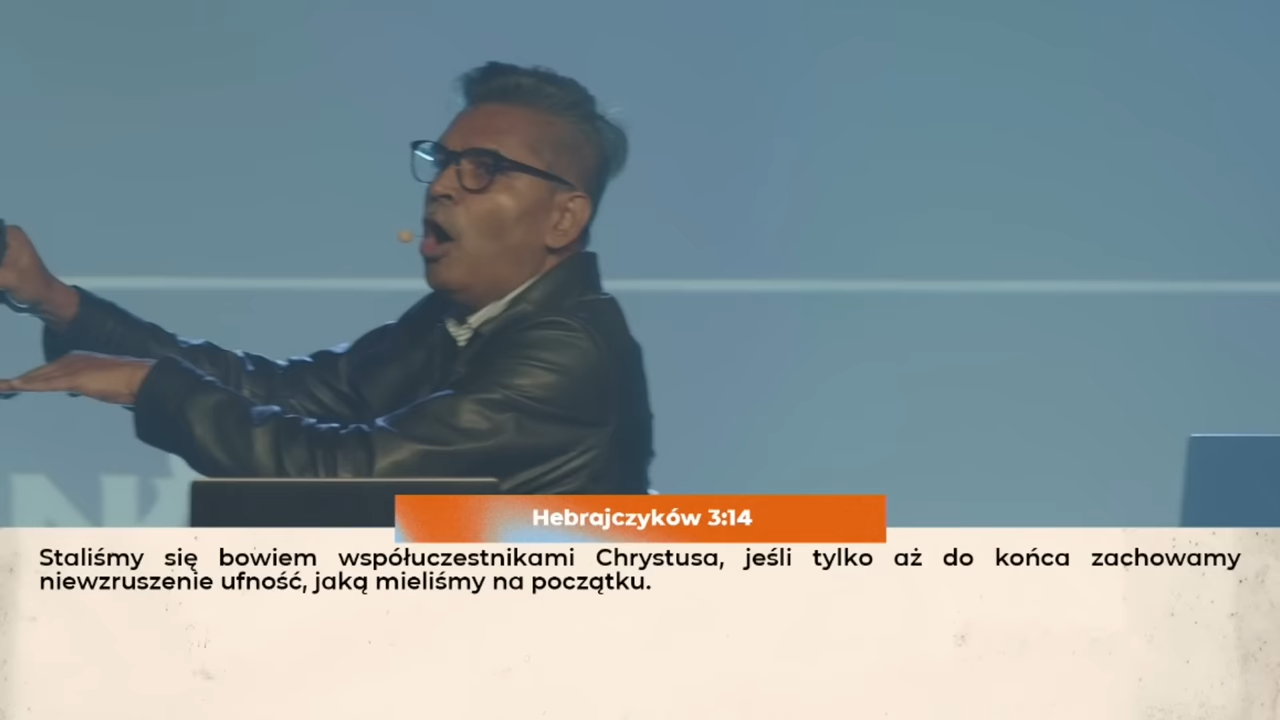 Hebrajczyków 3:14
Staliśmy się bowiem współuczestnikami Chrystusa, jeśli tylko aż do końca zachowamy
niewzruszenie ufność, jaką mieliśmy na początku.